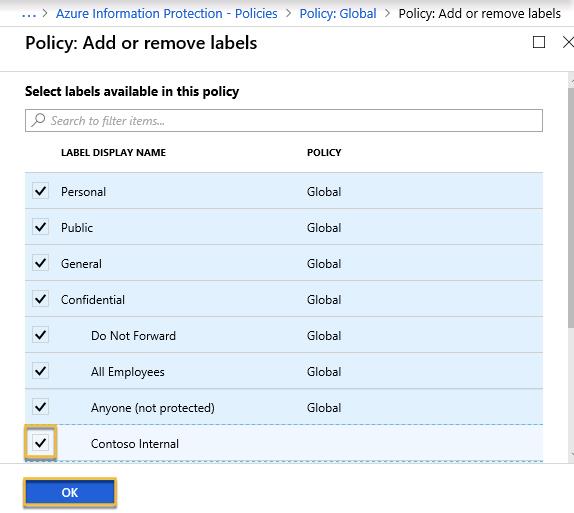 ... > Azure Information Protection - Policies > Policy: Global > Policy: Add or remove labels
Policy: Add or remove labels
Select labels available in this policy
Search to filter items...
LABEL DISPLAY NAME POLICY
Personal Global
Public Global
General Global
Confidential Global
Do Not Forward Global
All Employees Global
Anyone (not protected) Global
Contoso Internal
OK